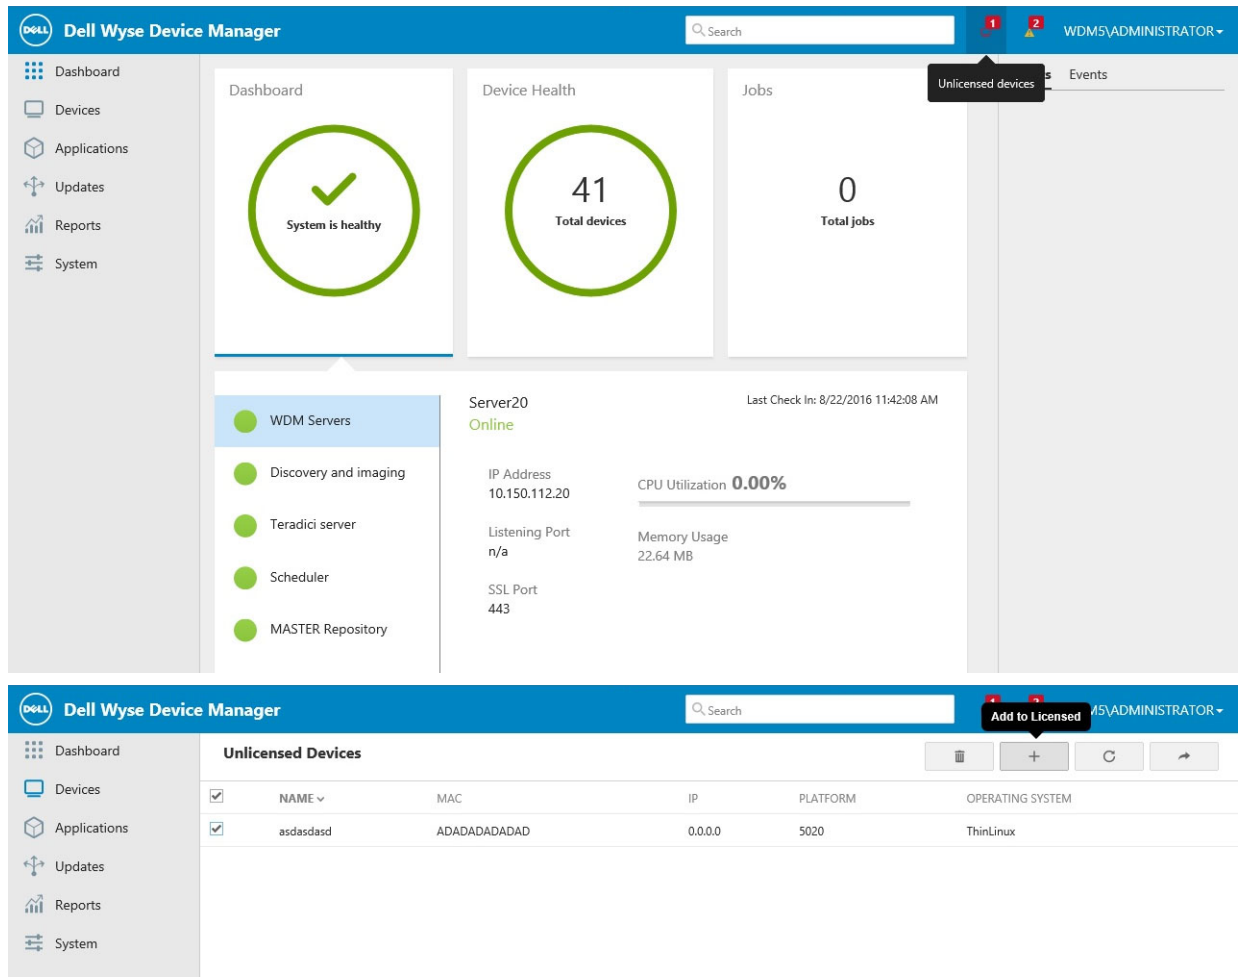 DELL Dell Wyse Device Manager Search 1 2 WDM5\ADMINISTRATOR
Unlicensed devices
Events
Dashboard
Devices
Applications
Updates
Reports
System
Dashboard
System is healthy
Device Health
41
Total devices
Jobs
0
Total jobs
WDM Servers
Discovery and imaging
Teradici server
Scheduler
MASTER Repository
Server20
Online
Last Check In: 8/22/2016 11:42:08 AM
IP Address
10.150.112.20
Listening Port
n/a
SSL Port
443
CPU Utilization 0.00%
Memory Usage
22.64 MB
DELL Dell Wyse Device Manager Search M5\ADMINISTRATOR
Add to Licensed
Dashboard
Devices
Applications
Updates
Reports
System
Unlicensed Devices
NAME MAC IP PLATFORM OPERATING SYSTEM
asdasdasd ADADADADADAD 0.0.0.0 5020 ThinLinux